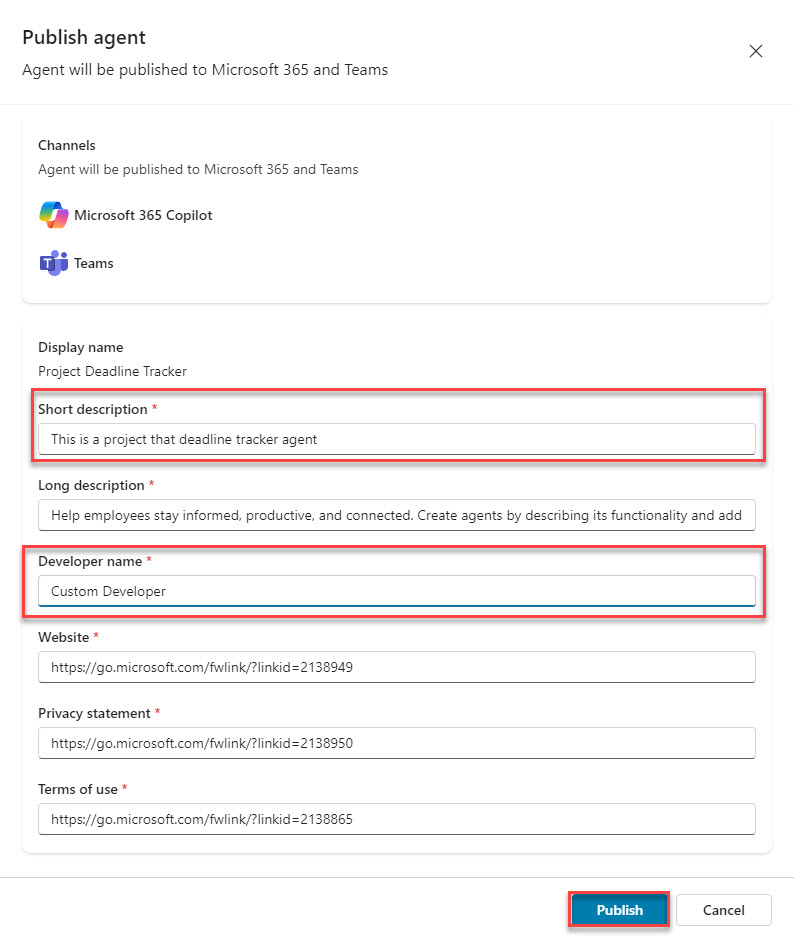 Publish agent
Agent will be published to Microsoft 365 and Teams
Channels
Agent will be published to Microsoft 365 and Teams
Microsoft 365 Copilot
T Teams
Display name
Project Deadline Tracker
Short description *
This is a project that deadline tracker agent
Long description *
Help employees stay informed, productive, and connected. Create agents by describing its functionality and add
Developer name *
Custom Developer
Website *
https://go.microsoft.com/fwlink/?linkid=2138949
Privacy statement *
https://go.microsoft.com/fwlink/?linkid=2138950
Terms of use *
https://go.microsoft.com/fwlink/?linkid=2138865
Publish Cancel